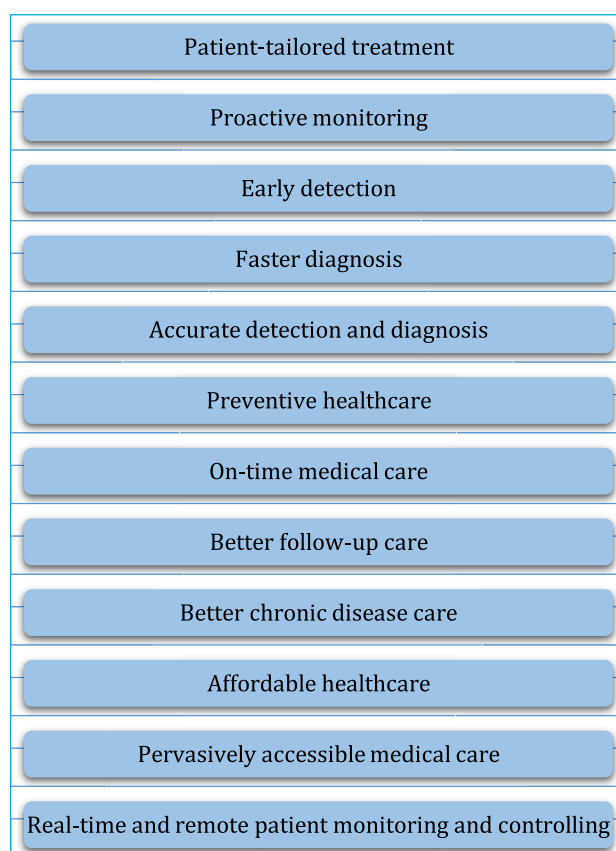 Patient-tailored treatment
Proactive monitoring
Early detection
Faster diagnosis
Accurate detection and diagnosis
Preventive healthcare
On-time medical care
Better follow-up care
Better chronic disease care
Affordable healthcare
Pervasively accessible medical care
Real-time and remote patient monitoring and controlling